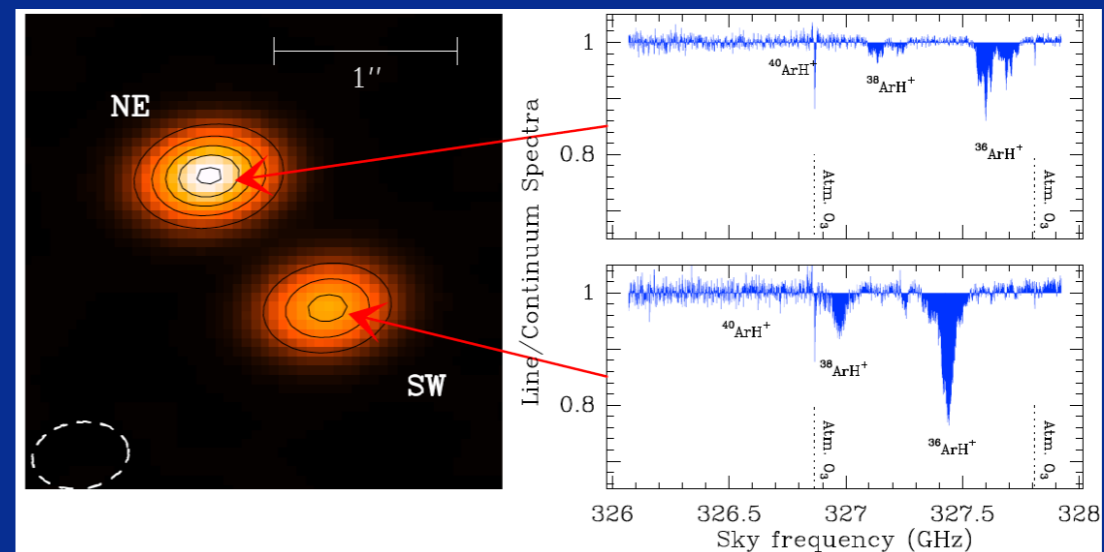 NE
1″
SW
Line/Continuum Spectra
1
0.8
⁴⁰ArH⁺
³⁸ArH⁺
³⁶ArH⁺
Atm. O₃
Atm. O₃
1
0.8
⁴⁰ArH⁺
³⁸ArH⁺
³⁶ArH⁺
Atm. O₃
Atm. O₃
326 326.5 327 327.5 328
Sky frequency (GHz)